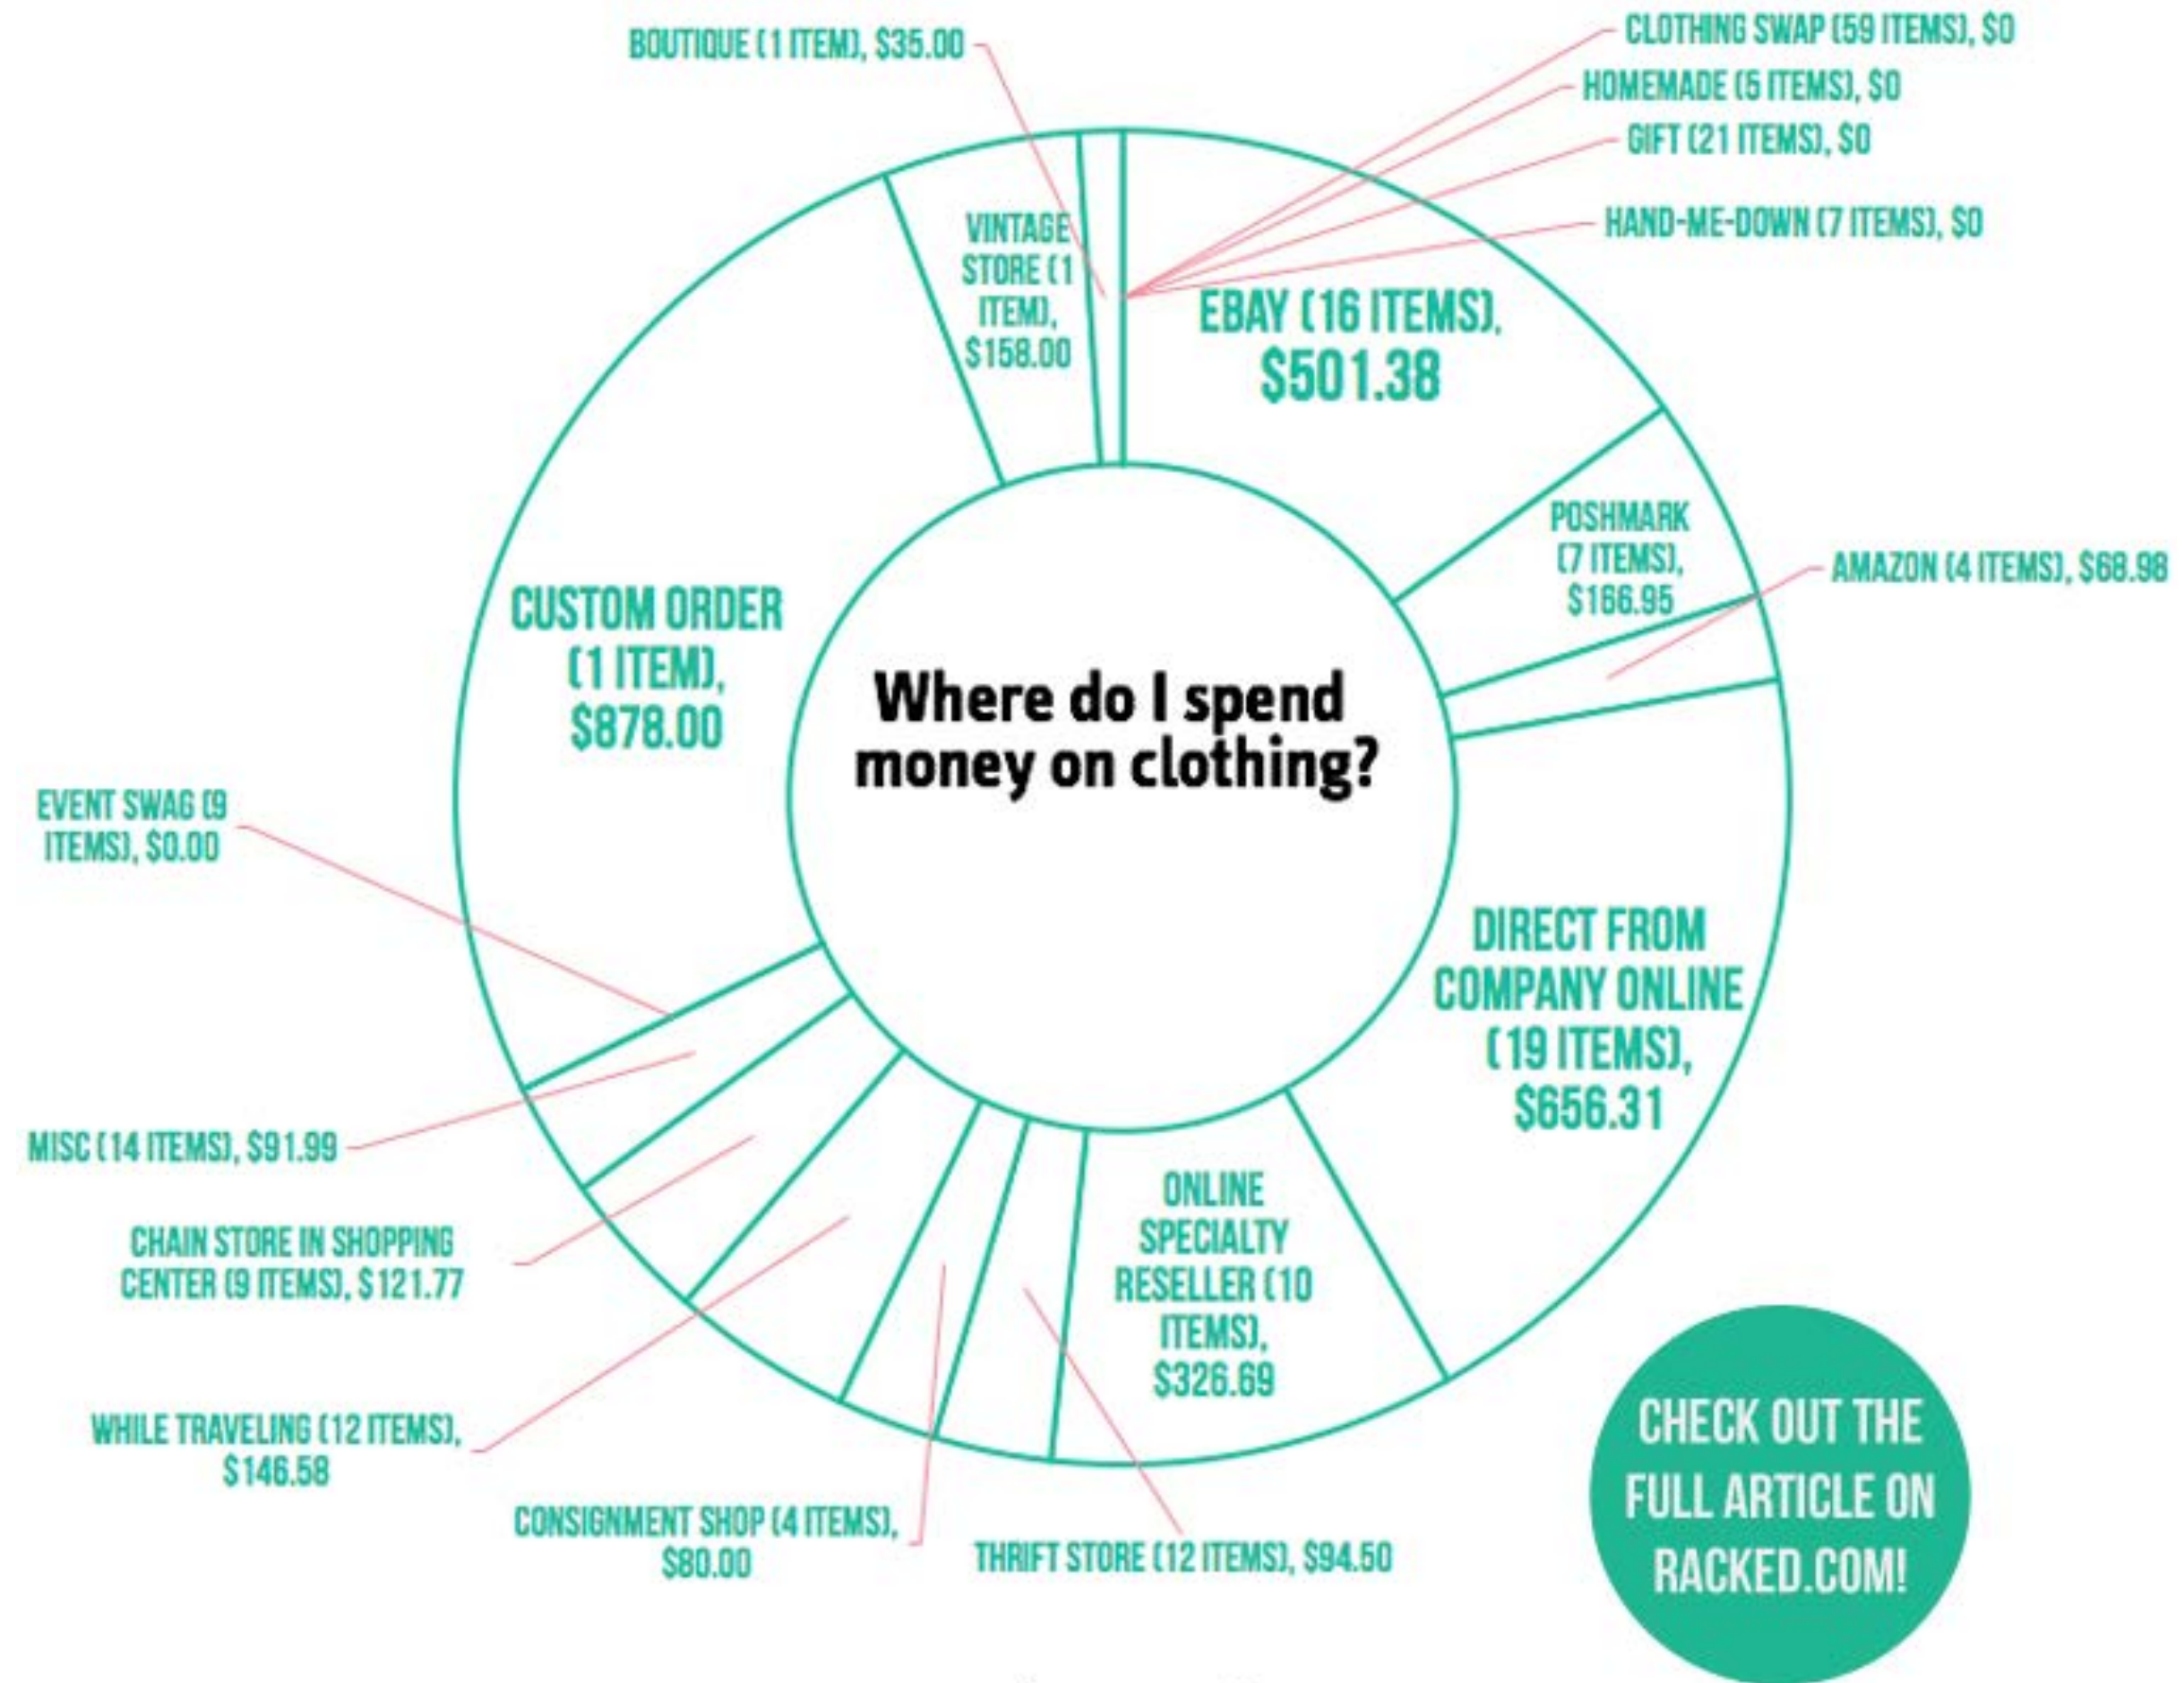 BOUTIQUE (1 ITEM), $35.00
CLOTHING SWAP (59 ITEMS), $0
HOMEMADE (5 ITEMS), $0
GIFT (21 ITEMS), $0
HAND-ME-DOWN (7 ITEMS), $0
VINTAGE
STORE (1
ITEM),
$158.00
EBAY (16 ITEMS),
$501.38
POSHMARK
(7 ITEMS),
$166.95
AMAZON (4 ITEMS), $68.98
CUSTOM ORDER
(1 ITEM),
$878.00
Where do I spend
money on clothing?
EVENT SWAG (9
ITEMS), $0.00
DIRECT FROM
COMPANY ONLINE
(19 ITEMS),
$656.31
MISC (14 ITEMS), $91.99
ONLINE
SPECIALTY
RESELLER (10
ITEMS),
$326.69
CHAIN STORE IN SHOPPING
CENTER (9 ITEMS), $121.77
WHILE TRAVELING (12 ITEMS),
$146.58
CONSIGNMENT SHOP (4 ITEMS),
$80.00
THRIFT STORE (12 ITEMS), $94.50
CHECK OUT THE
FULL ARTICLE ON
RACKED.COM!